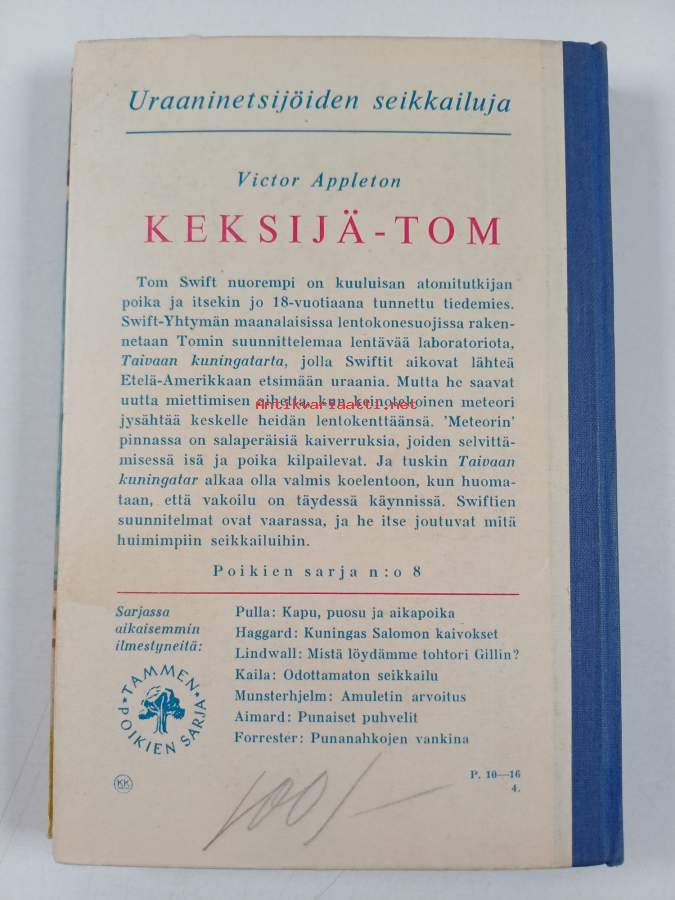 Uraaninetsijöiden seikkailuja
Victor Appleton
KEKSIJÄ-TOM
Tom Swift nuorempi on kuuluisan atomitutkijan
poika ja itsekin jo 18-vuotiaana tunnettu tiedemies.
Swift-Yhtymän maanalaisissa lentokonesuojissa raken-
netaan Tomin suunnittelemaa lentävää laboratoriota,
Taivaan kuningatarta, jolla Swiftit aikovat lähteä
Etelä-Amerikkaan etsimään uraania. Mutta he saavat
uutta miettimisen aihetta, kun keinotekoinen meteori
Antikvariaatti.net
jysähtää keskelle heidän lentokenttäänsä. 'Meteorin'
pinnassa on salaperäisiä kaiverruksia, joiden selvittä-
misessä isä ja poika kilpailevat. Ja tuskin Taivaan
kuningatar alkaa olla valmis koelentoon, kun huoma-
taan, että vakoilu on täydessä käynnissä. Swiftien
suunnitelmat ovat vaarassa, ja he itse joutuvat mitä
huimimpiin seikkailuihin.
Poikien sarja n:o 8
Sarjassa
aikaisemmin
ilmestyneitä:
TAMMEN
POIKIEN SARJA
Pulla: Kapu, puosu ja aikapoika
Haggard: Kuningas Salomon kaivokset
Lindwall: Mistä löydämme tohtori Gillin?
Kaila: Odottamaton seikkailu
Munsterhjelm: Amuletin arvoitus
Aimard: Punaiset puhvelit
Forrester: Punanahkojen vankina
KK
P. 10—16
4.
100/—